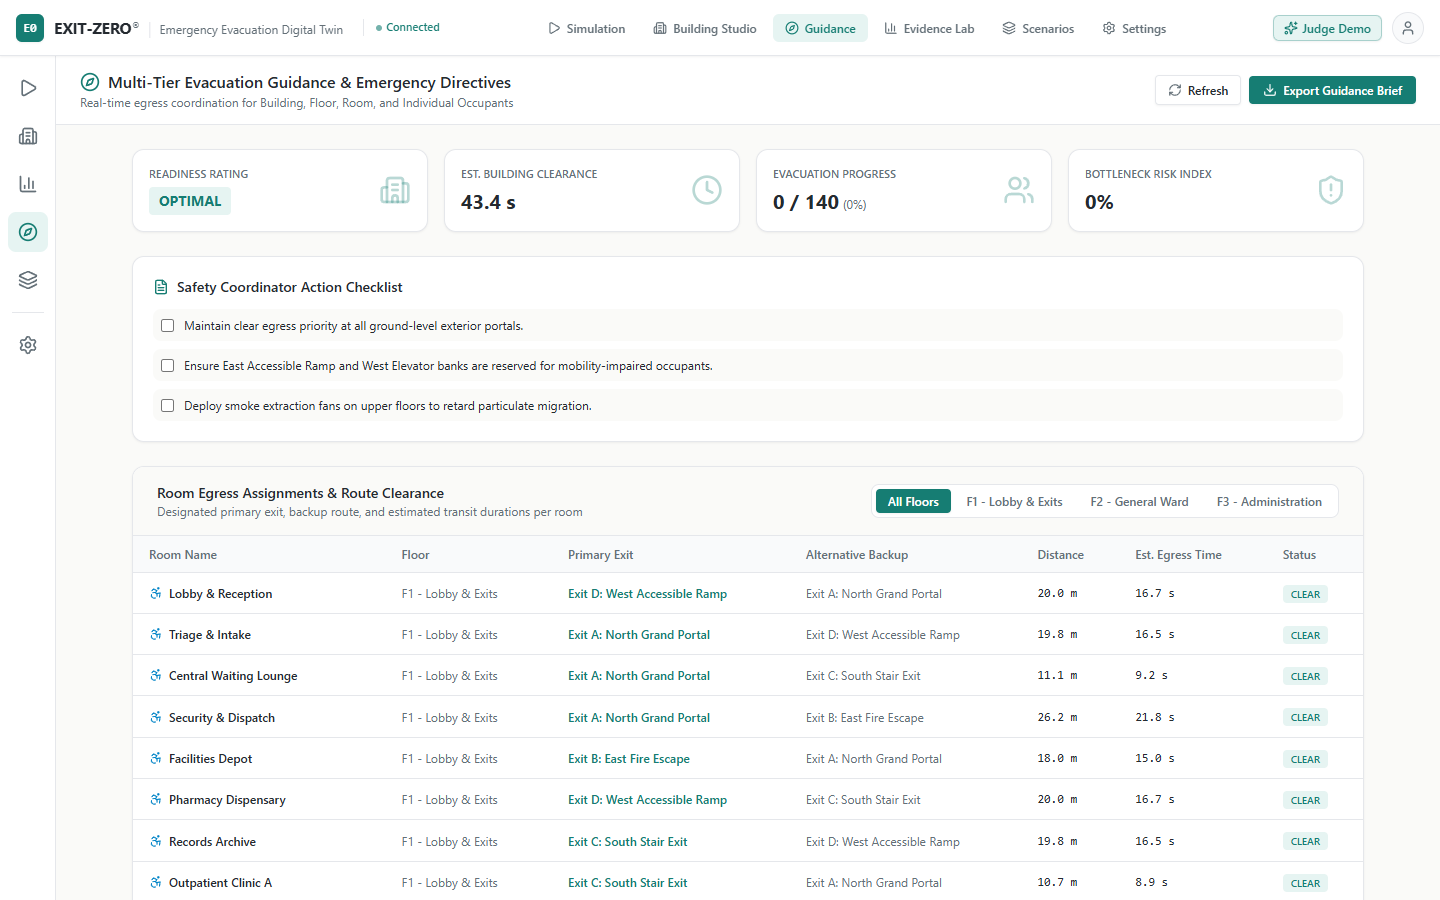 E0 EXIT-ZERO® Emergency Evacuation Digital Twin Connected Simulation Building Studio Guidance Evidence Lab Scenarios Settings Judge Demo
Multi-Tier Evacuation Guidance & Emergency Directives
Real-time egress coordination for Building, Floor, Room, and Individual Occupants
Refresh Export Guidance Brief
READINESS RATING
OPTIMAL
EST. BUILDING CLEARANCE
43.4 s
EVACUATION PROGRESS
0 / 140 (0%)
BOTTLENECK RISK INDEX
0%
Safety Coordinator Action Checklist
Maintain clear egress priority at all ground-level exterior portals.
Ensure East Accessible Ramp and West Elevator banks are reserved for mobility-impaired occupants.
Deploy smoke extraction fans on upper floors to retard particulate migration.
Room Egress Assignments & Route Clearance
Designated primary exit, backup route, and estimated transit durations per room
All Floors F1 - Lobby & Exits F2 - General Ward F3 - Administration
Room Name Floor Primary Exit Alternative Backup Distance Est. Egress Time Status
Lobby & Reception F1 - Lobby & Exits Exit D: West Accessible Ramp Exit A: North Grand Portal 20.0 m 16.7 s CLEAR
Triage & Intake F1 - Lobby & Exits Exit A: North Grand Portal Exit D: West Accessible Ramp 19.8 m 16.5 s CLEAR
Central Waiting Lounge F1 - Lobby & Exits Exit A: North Grand Portal Exit C: South Stair Exit 11.1 m 9.2 s CLEAR
Security & Dispatch F1 - Lobby & Exits Exit A: North Grand Portal Exit B: East Fire Escape 26.2 m 21.8 s CLEAR
Facilities Depot F1 - Lobby & Exits Exit B: East Fire Escape Exit A: North Grand Portal 18.0 m 15.0 s CLEAR
Pharmacy Dispensary F1 - Lobby & Exits Exit D: West Accessible Ramp Exit C: South Stair Exit 20.0 m 16.7 s CLEAR
Records Archive F1 - Lobby & Exits Exit C: South Stair Exit Exit D: West Accessible Ramp 19.8 m 16.5 s CLEAR
Outpatient Clinic A F1 - Lobby & Exits Exit C: South Stair Exit Exit A: North Grand Portal 10.7 m 8.9 s CLEAR